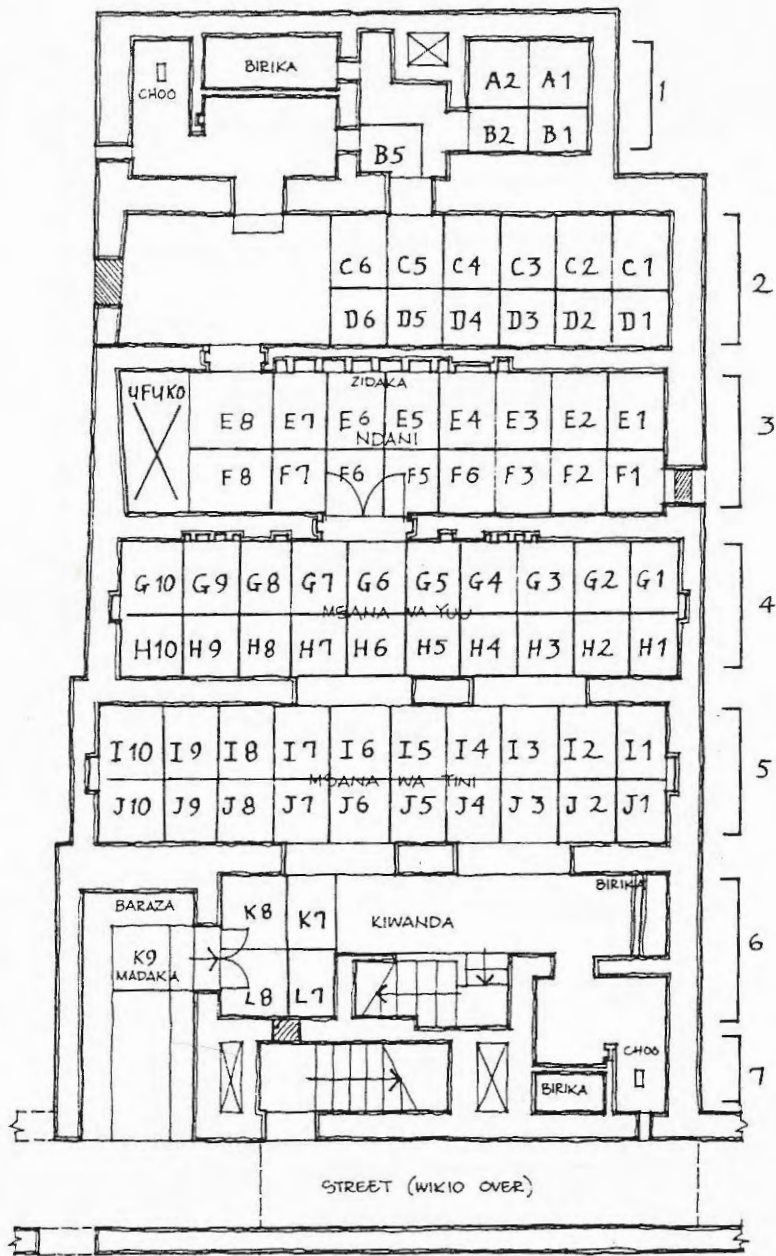 CHOO
BIRIKA
A2 A1
B2 B1
B5
1
C6 C5 C4 C3 C2 C1
D6 D5 D4 D3 D2 D1
2
UFUKO
ZIDAKA
E8 E7 E6 E5 E4 E3 E2 E1
NDANI
F8 F7 F6 F5 F6 F3 F2 F1
3
G10 G9 G8 G7 G6 G5 G4 G3 G2 G1
MSANA WA YUU
H10 H9 H8 H7 H6 H5 H4 H3 H2 H1
4
I10 I9 I8 I7 I6 I5 I4 I3 I2 I1
MSANA WA TINI
J10 J9 J8 J7 J6 J5 J4 J3 J2 J1
5
BARAZA
K8 K7
KIWANDA
BIRIKA
K9
MADAKA
L8 L7
6
CHOO
BIRIKA
7
STREET (WIKIO OVER)